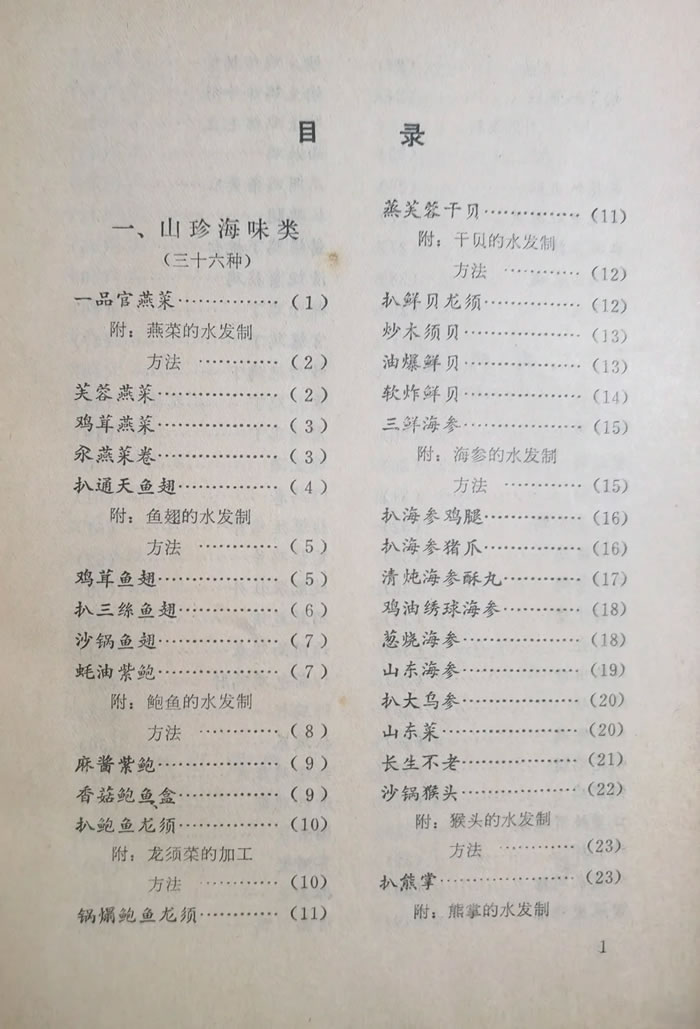 目录
一、山珍海味类
（三十六种）
一品官燕菜……………（1）
附：燕菜的水发制
方法…………（2）
芙蓉燕菜………………（2）
鸡茸燕菜………………（3）
氽燕菜卷………………（3）
扒通天鱼翅……………（4）
附：鱼翅的水发制
方法…………（5）
鸡茸鱼翅………………（5）
扒三丝鱼翅……………（6）
沙锅鱼翅………………（7）
蚝油紫鲍………………（7）
附：鲍鱼的水发制
方法…………（8）
麻酱紫鲍………………（9）
香菇鲍鱼盒……………（9）
扒鲍鱼龙须……………（10）
附：龙须菜的加工
方法…………（10）
锅爓鲍鱼龙须…………（11）
蒸芙蓉干贝……………（11）
附：干贝的水发制
方法…………（12）
扒鲜贝龙须……………（12）
炒木须贝………………（13）
油爆鲜贝………………（13）
软炸鲜贝………………（14）
三鲜海参………………（15）
附：海参的水发制
方法…………（15）
扒海参鸡腿……………（16）
扒海参猪爪……………（16）
清炖海参酥丸…………（17）
鸡油绣球海参…………（18）
葱烧海参………………（18）
山东海参………………（19）
扒大乌参………………（20）
山东菜…………………（20）
长生不老………………（21）
沙锅猴头………………（22）
附：猴头的水发制
方法…………（23）
扒熊掌…………………（23）
附：熊掌的水发制
1